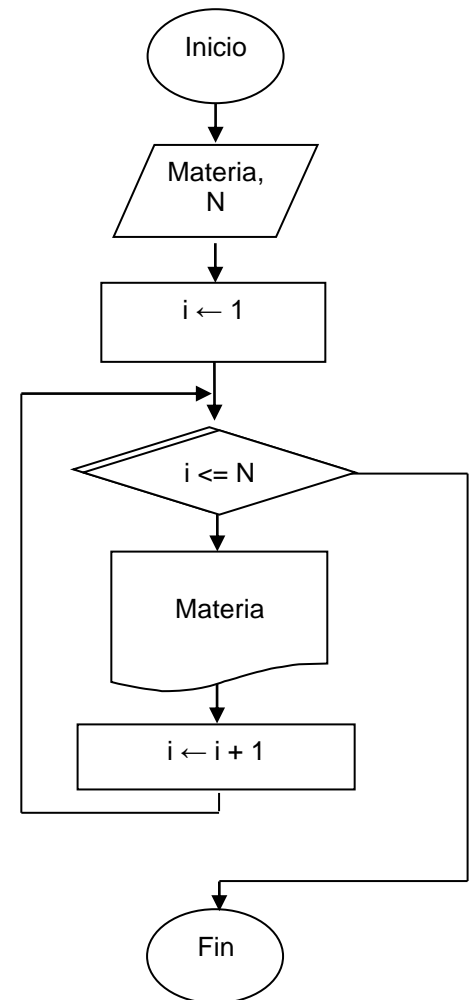 Inicio
Materia,
N
i ← 1
i <= N
Materia
i ← i + 1
Fin